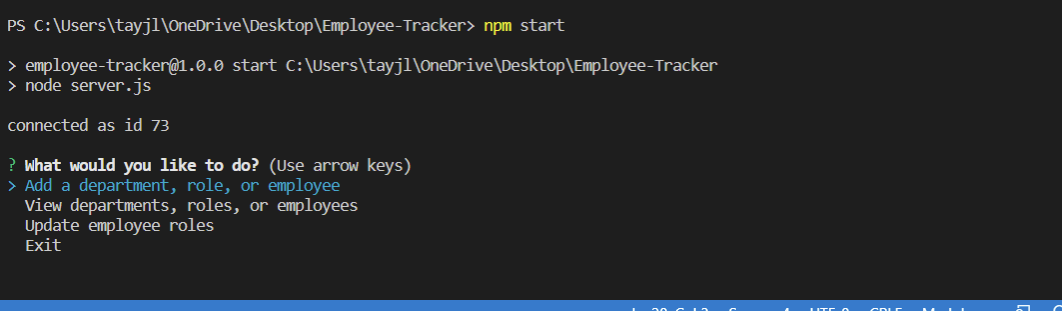 PS C:\Users\tayjl\OneDrive\Desktop\Employee-Tracker> npm start
> employee-tracker@1.0.0 start C:\Users\tayjl\OneDrive\Desktop\Employee-Tracker
> node server.js
connected as id 73
? What would you like to do? (Use arrow keys)
> Add a department, role, or employee
View departments, roles, or employees
Update employee roles
Exit